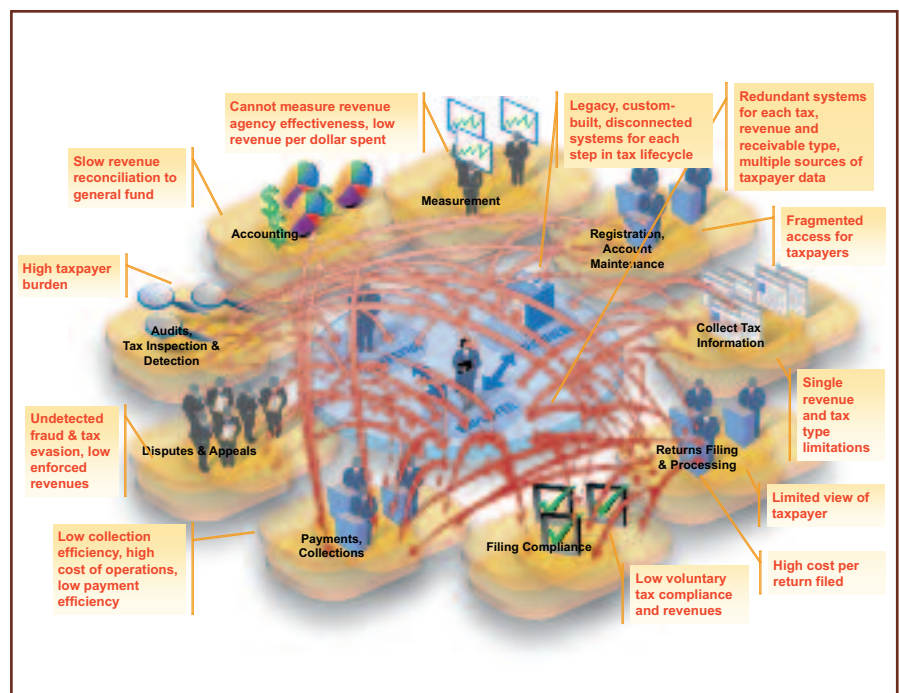 Cannot measure revenue
agency effectiveness, low
revenue per dollar spent
Legacy, custom-
built, disconnected
systems for each
step in tax lifecycle
Redundant systems
for each tax,
revenue and
receivable type,
multiple sources of
taxpayer data
Slow revenue
reconciliation to
general fund
Measurement
Accounting
Registration,
Account
Maintenance
Fragmented
access for
taxpayers
High taxpayer
burden
Audits,
Tax Inspection &
Detection
Collect Tax
Information
Single
revenue
and tax
type
limitations
Undetected
fraud & tax
evasion, low
enforced
revenues
Disputes & Appeals
Returns Filing
& Processing
Limited view of
taxpayer
Low collection
efficiency, high
cost of operations,
low payment
efficiency
Payments,
Collections
Filing Compliance
High cost per
return filed
Low voluntary
tax compliance
and revenues